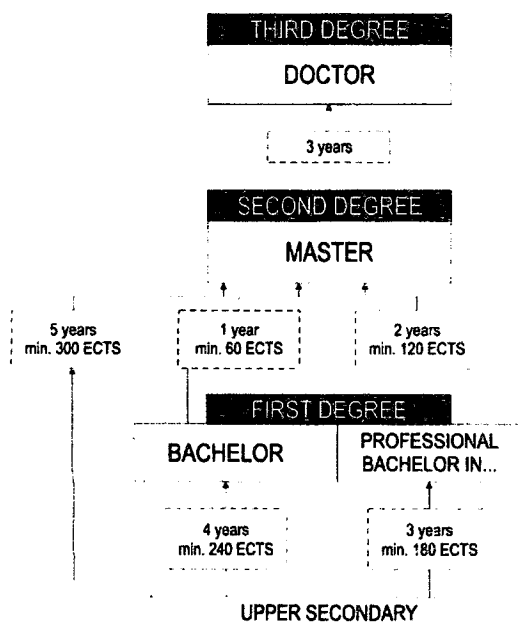 THIRD DEGREE
DOCTOR
3 years
SECOND DEGREE
MASTER
5 years
min. 300 ECTS
1 year
min. 60 ECTS
2 years
min. 120 ECTS
FIRST DEGREE
BACHELOR
PROFESSIONAL
BACHELOR IN...
4 years
min. 240 ECTS
3 years
min. 180 ECTS
UPPER SECONDARY